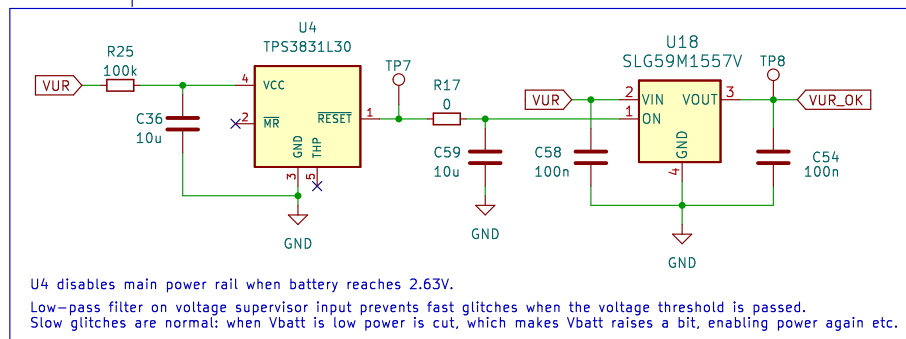 U4
TPS3831L30
R25
100k
VUR
4
VCC
C36
10u
2
MR
RESET
1
GND
THP
3
5
GND
TP7
R17
0
C59
10u
GND
U18
SLG59M1557V
VUR
2
VIN
VOUT
3
1
ON
GND
4
C58
100n
TP8
VUR_OK
C54
100n
GND
U4 disables main power rail when battery reaches 2.63V.
Low-pass filter on voltage supervisor input prevents fast glitches when the voltage threshold is passed.
Slow glitches are normal: when Vbatt is low power is cut, which makes Vbatt raises a bit, enabling power again etc.